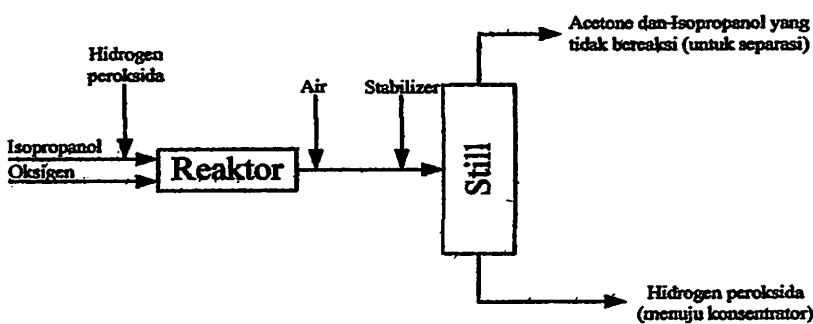 Acetone dan Isopropanol yang
tidak bereaksi (untuk separasi)
Hidrogen
peroksida
Air
Stabilizer
Isopropanol
Oksigen
Reaktor
Still
Hidrogen peroksida
(menuju konsentrator)